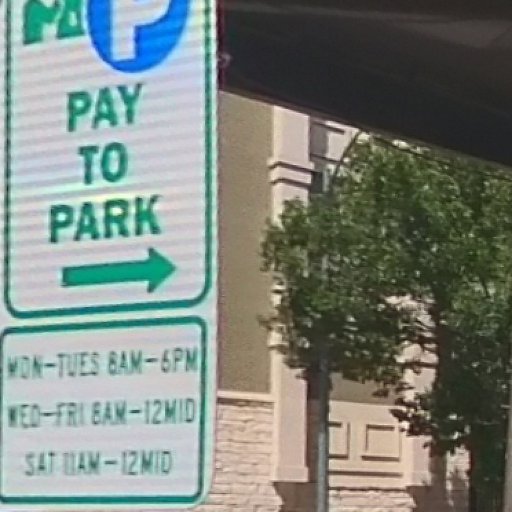 P
PAY
TO
PARK
MON-TUES 8AM-6PM
WED-FRI 8AM-12MID
SAT 11AM-12MID